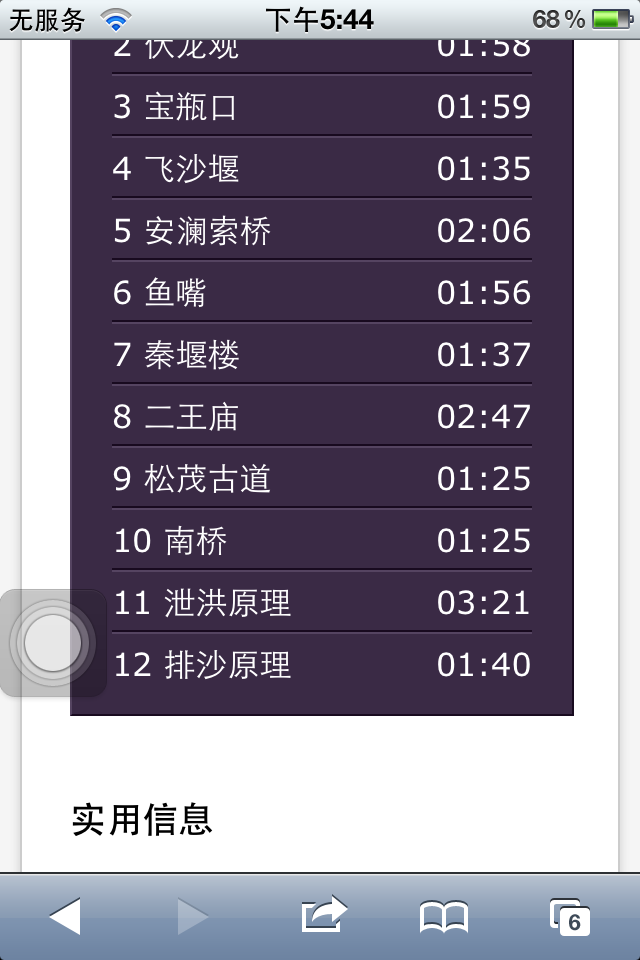 无服务 下午5:44 68%
2 伏龙观 01:58
3 宝瓶口 01:59
4 飞沙堰 01:35
5 安澜索桥 02:06
6 鱼嘴 01:56
7 秦堰楼 01:37
8 二王庙 02:47
9 松茂古道 01:25
10 南桥 01:25
11 泄洪原理 03:21
12 排沙原理 01:40
实用信息
6